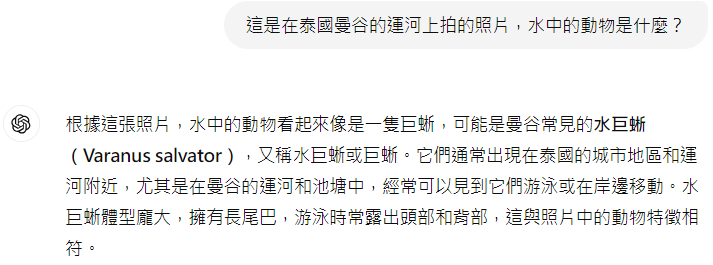 這是在泰國曼谷的運河上拍的照片，水中的動物是什麼？
根據這張照片，水中的動物看起來像是一隻巨蜥，可能是曼谷常見的水巨蜥
（Varanus salvator），又稱水巨蜥或巨蜥。它們通常出現在泰國的城市地區和運
河附近，尤其是在曼谷的運河和池塘中，經常可以見到它們游泳或在岸邊移動。水
巨蜥體型龐大，擁有長尾巴，游泳時常露出頭部和背部，這與照片中的動物特徵相
符。